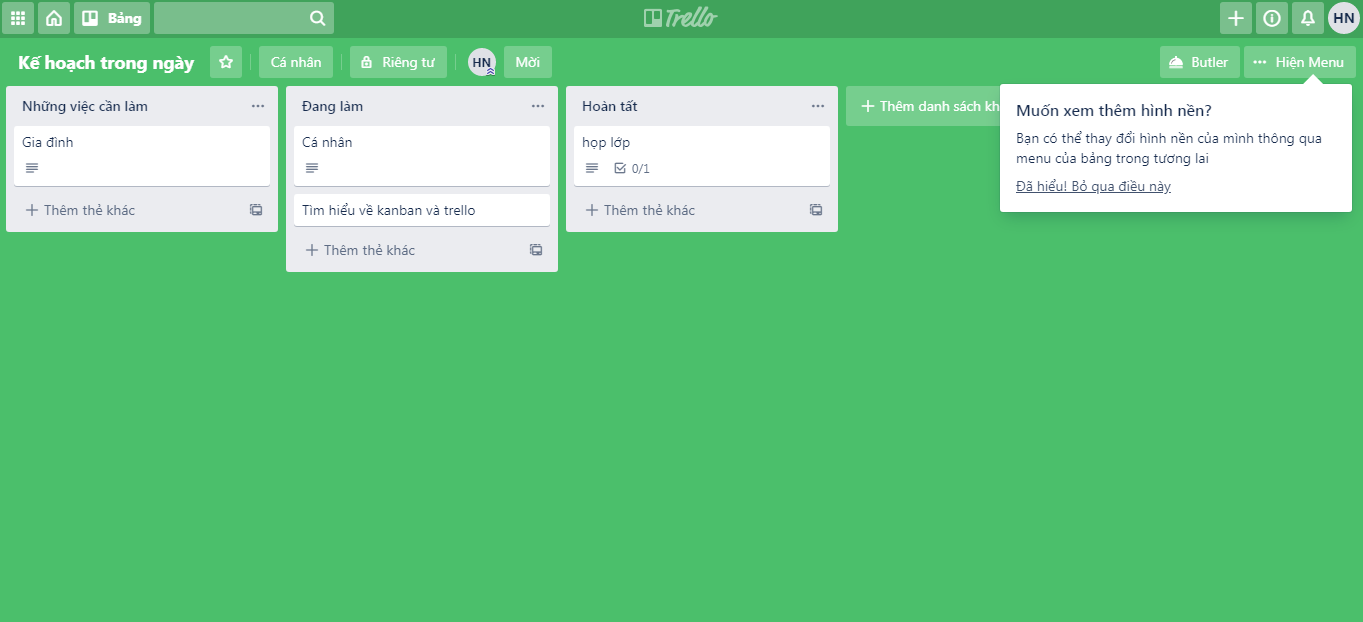 Bảng
Trello
HN
Kế hoạch trong ngày
Cá nhân
Riêng tư
HN
Mời
Butler
Hiện Menu
Những việc cần làm
Gia đình
Thêm thẻ khác
Đang làm
Cá nhân
Tìm hiểu về kanban và trello
Thêm thẻ khác
Hoàn tất
họp lớp
0/1
Thêm thẻ khác
Thêm danh sách kh
Muốn xem thêm hình nền?
Bạn có thể thay đổi hình nền của mình thông qua
menu của bảng trong tương lai
Đã hiểu! Bỏ qua điều này